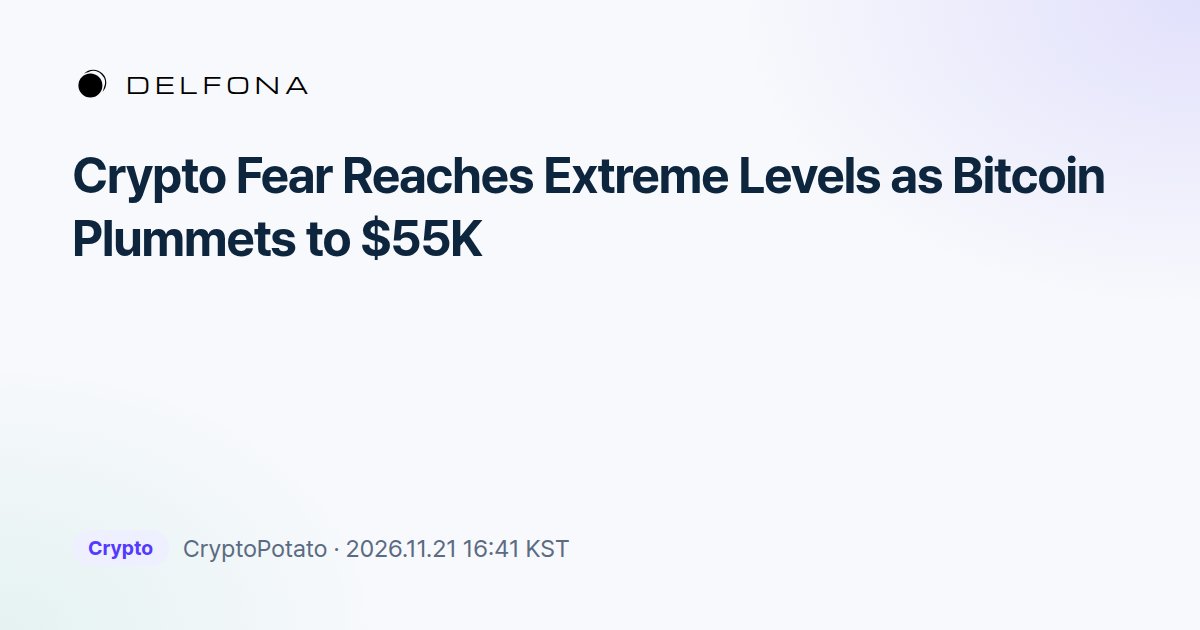 DELFONA
Crypto Fear Reaches Extreme Levels as Bitcoin
Plummets to $55K
Crypto CryptoPotato · 2026.11.21 16:41 KST